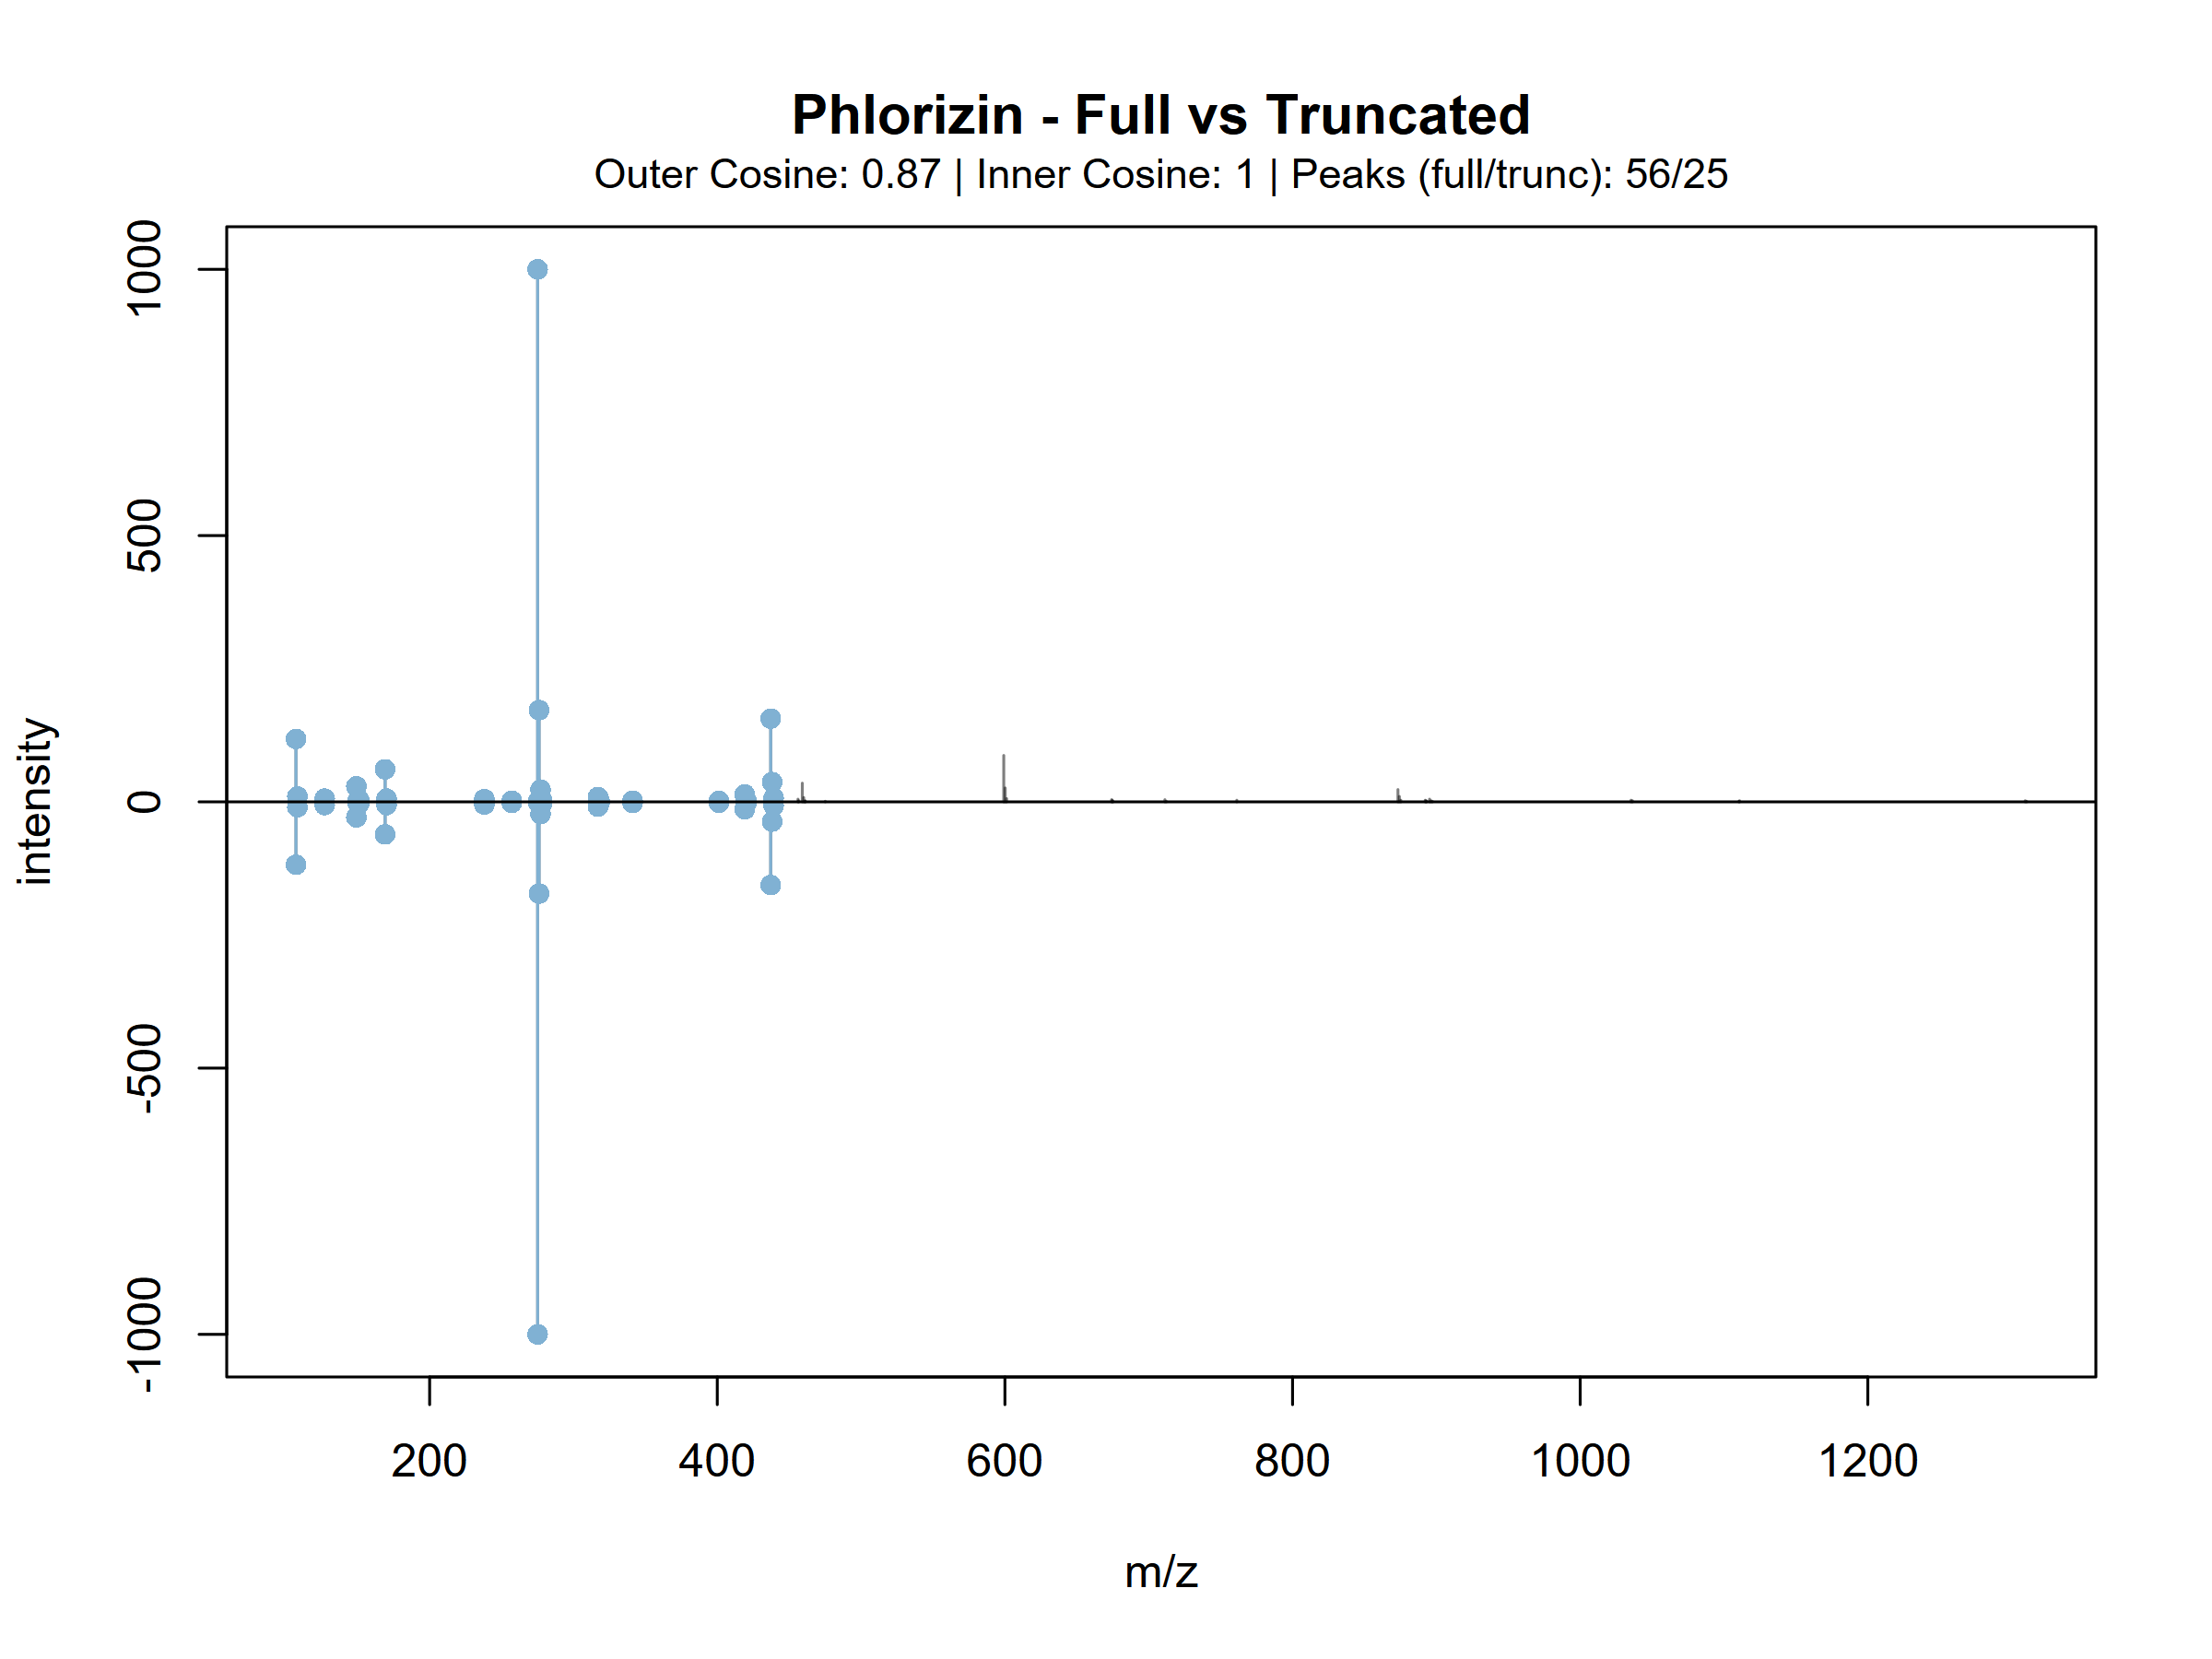 Phlorizin - Full vs Truncated
Outer Cosine: 0.87 | Inner Cosine: 1 | Peaks (full/trunc): 56/25
1000
500
0
-500
-1000
intensity
200 400 600 800 1000 1200
m/z